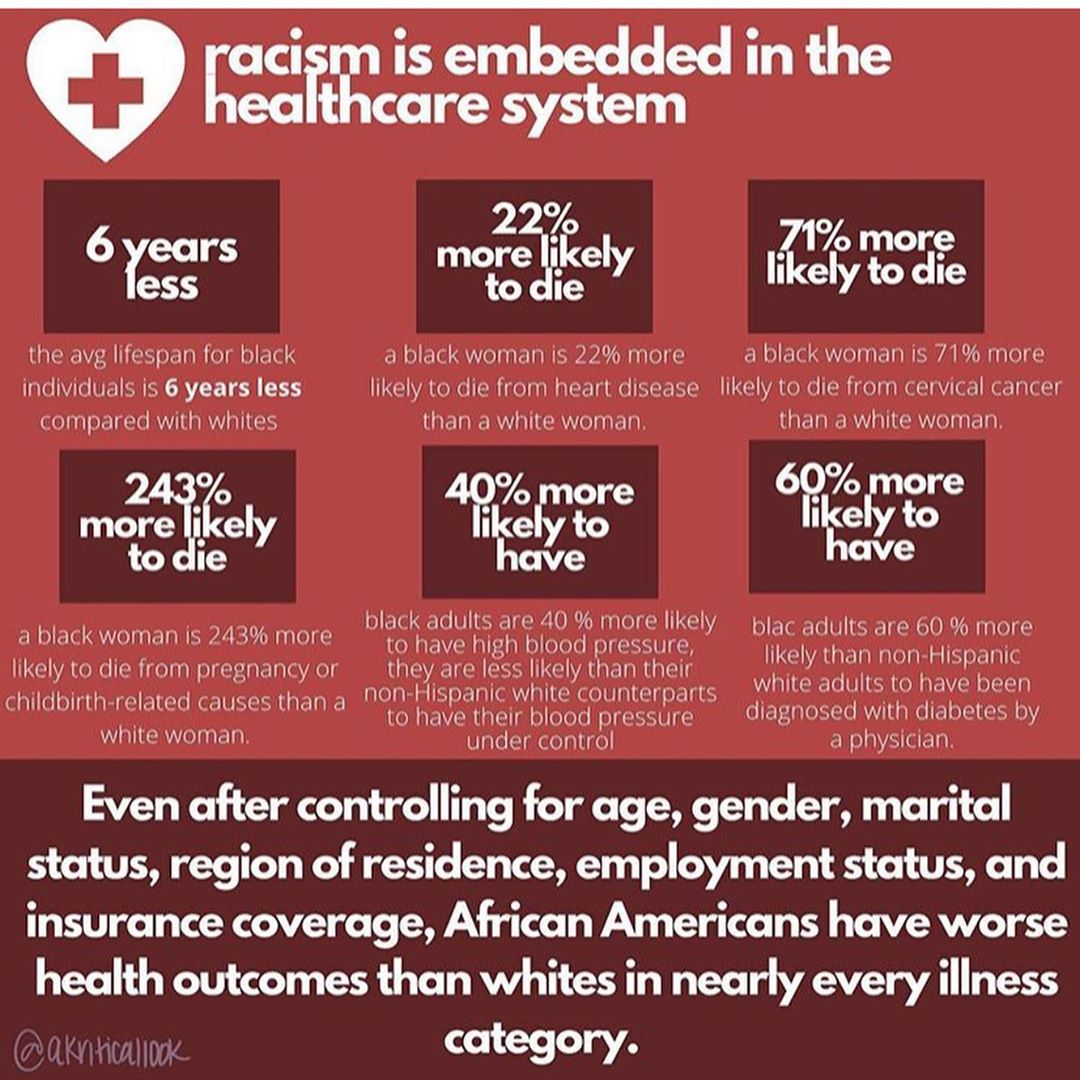 racism is embedded in the
healthcare system
6 years
less
the avg lifespan for black
individuals is 6 years less
compared with whites
22%
more likely
to die
a black woman is 22% more
likely to die from heart disease
than a white woman.
71% more
likely to die
a black woman is 71% more
likely to die from cervical cancer
than a white woman.
243%
more likely
to die
a black woman is 243% more
likely to die from pregnancy or
childbirth-related causes than a
white woman.
40% more
likely to
have
black adults are 40 % more likely
to have high blood pressure,
they are less likely than their
non-Hispanic white counterparts
to have their blood pressure
under control
60% more
likely to
have
blac adults are 60 % more
likely than non-Hispanic
white adults to have been
diagnosed with diabetes by
a physician.
Even after controlling for age, gender, marital
status, region of residence, employment status, and
insurance coverage, African Americans have worse
health outcomes than whites in nearly every illness
category.
@akriticallook